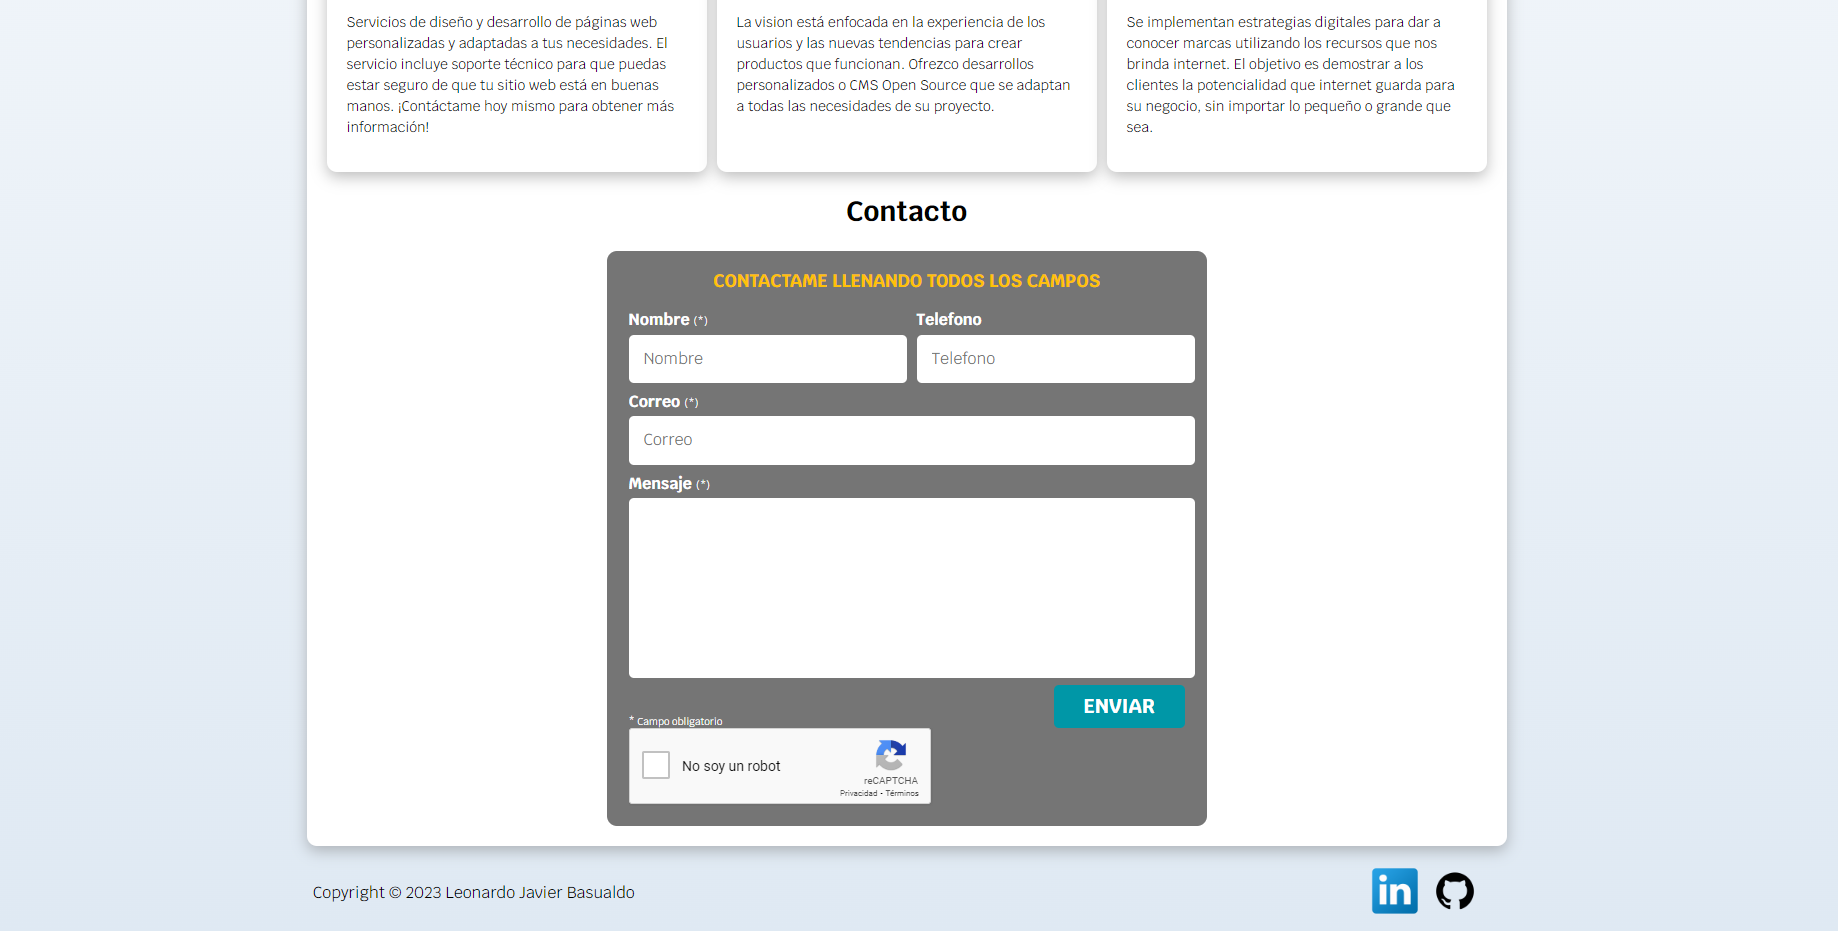 Servicios de diseño y desarrollo de páginas web
personalizadas y adaptadas a tus necesidades. El
servicio incluye soporte técnico para que puedas
estar seguro de que tu sitio web está en buenas
manos. ¡Contáctame hoy mismo para obtener más
información!
La vision está enfocada en la experiencia de los
usuarios y las nuevas tendencias para crear
productos que funcionan. Ofrezco desarrollos
personalizados o CMS Open Source que se adaptan
a todas las necesidades de su proyecto.
Se implementan estrategias digitales para dar a
conocer marcas utilizando los recursos que nos
brinda internet. El objetivo es demostrar a los
clientes la potencialidad que internet guarda para
su negocio, sin importar lo pequeño o grande que
sea.
Contacto
CONTACTAME LLENANDO TODOS LOS CAMPOS
Nombre (*)
Telefono
Nombre
Telefono
Correo (*)
Correo
Mensaje (*)
ENVIAR
* Campo obligatorio
No soy un robot
reCAPTCHA
Privacidad - Términos
Copyright © 2023 Leonardo Javier Basualdo
in